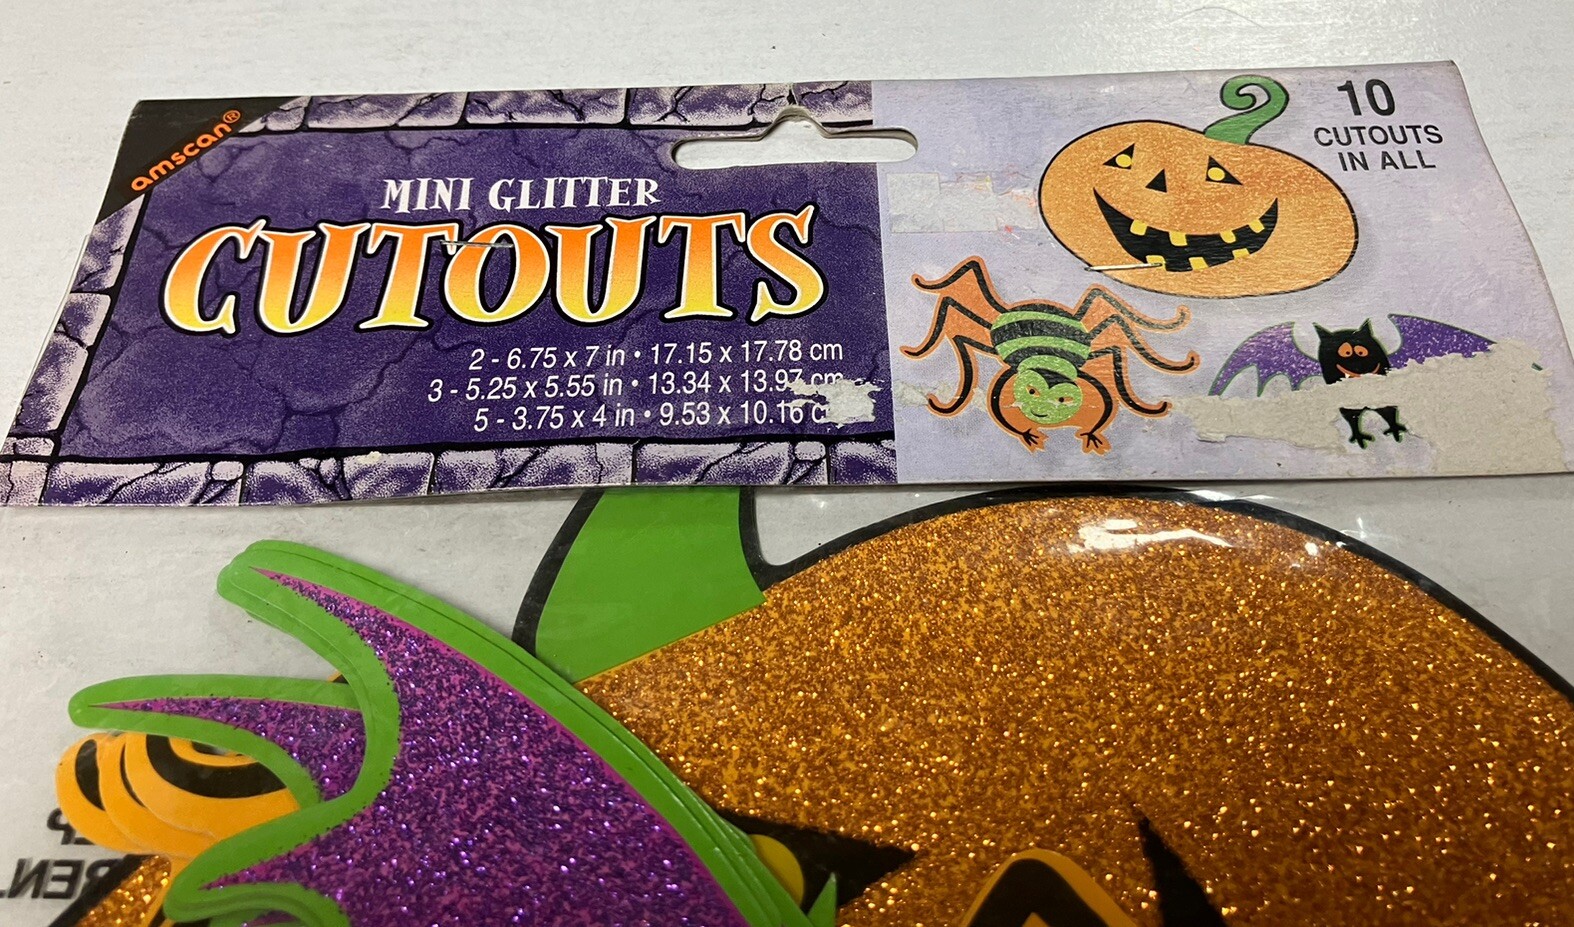 amscan®
MINI GLITTER
CUTOUTS
2 - 6.75 x 7 in • 17.15 x 17.78 cm
3 - 5.25 x 5.55 in • 13.34 x 13.97 cm
5 - 3.75 x 4 in • 9.53 x 10.16 c
10
CUTOUTS
IN ALL